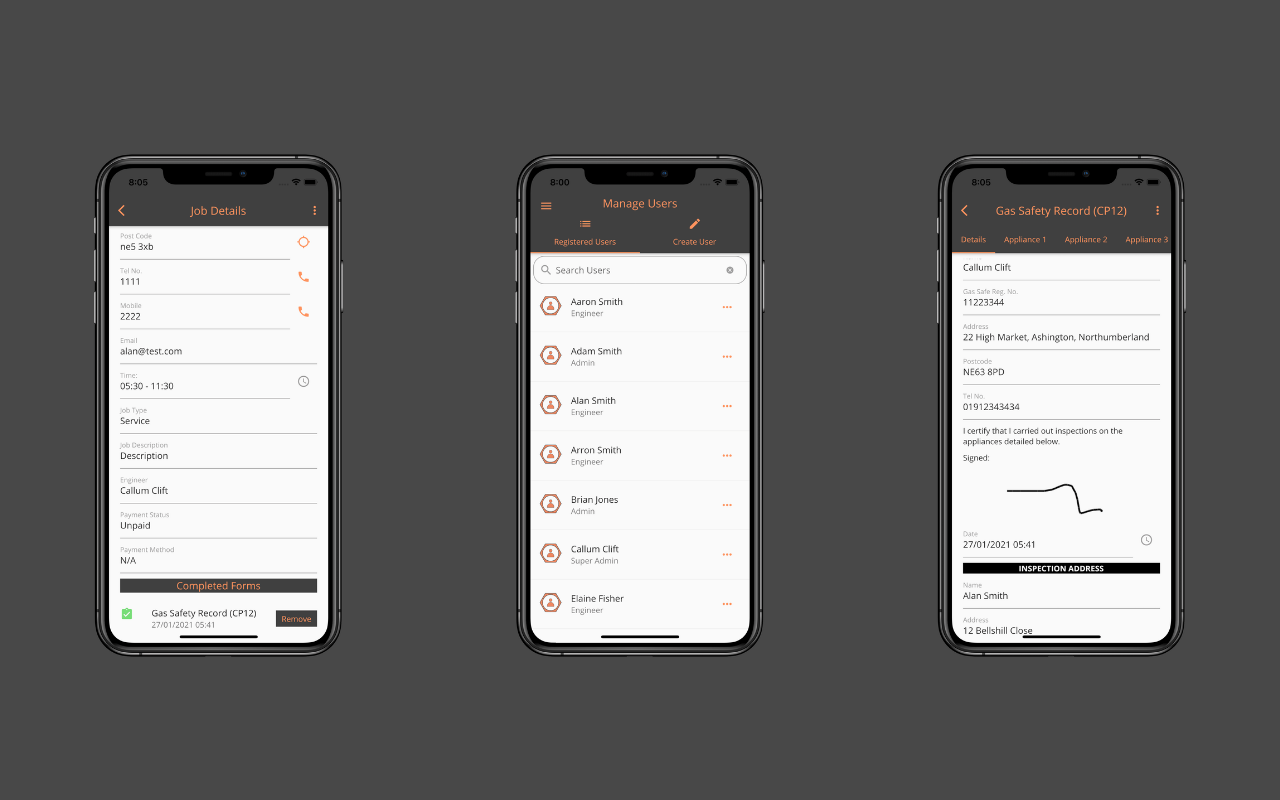 8:05
Job Details
Post Code
ne5 3xb
Tel No.
1111
Mobile
2222
Email
alan@test.com
Time:
05:30 - 11:30
Job Type
Service
Job Description
Description
Engineer
Callum Clift
Payment Status
Unpaid
Payment Method
N/A
Completed Forms
Gas Safety Record (CP12)
27/01/2021 05:41
Remove
8:00
Manage Users
Registered Users
Create User
Search Users
Aaron Smith
Engineer
Adam Smith
Admin
Alan Smith
Engineer
Arron Smith
Engineer
Brian Jones
Admin
Callum Clift
Super Admin
Elaine Fisher
Engineer
8:05
Gas Safety Record (CP12)
Details Appliance 1 Appliance 2 Appliance 3
Callum Clift
Gas Safe Reg. No.
11223344
Address
22 High Market, Ashington, Northumberland
Postcode
NE63 8PD
Tel No.
01912343434
I certify that I carried out inspections on the
appliances detailed below.
Signed:
Date
27/01/2021 05:41
INSPECTION ADDRESS
Name
Alan Smith
Address
12 Bellshill Close